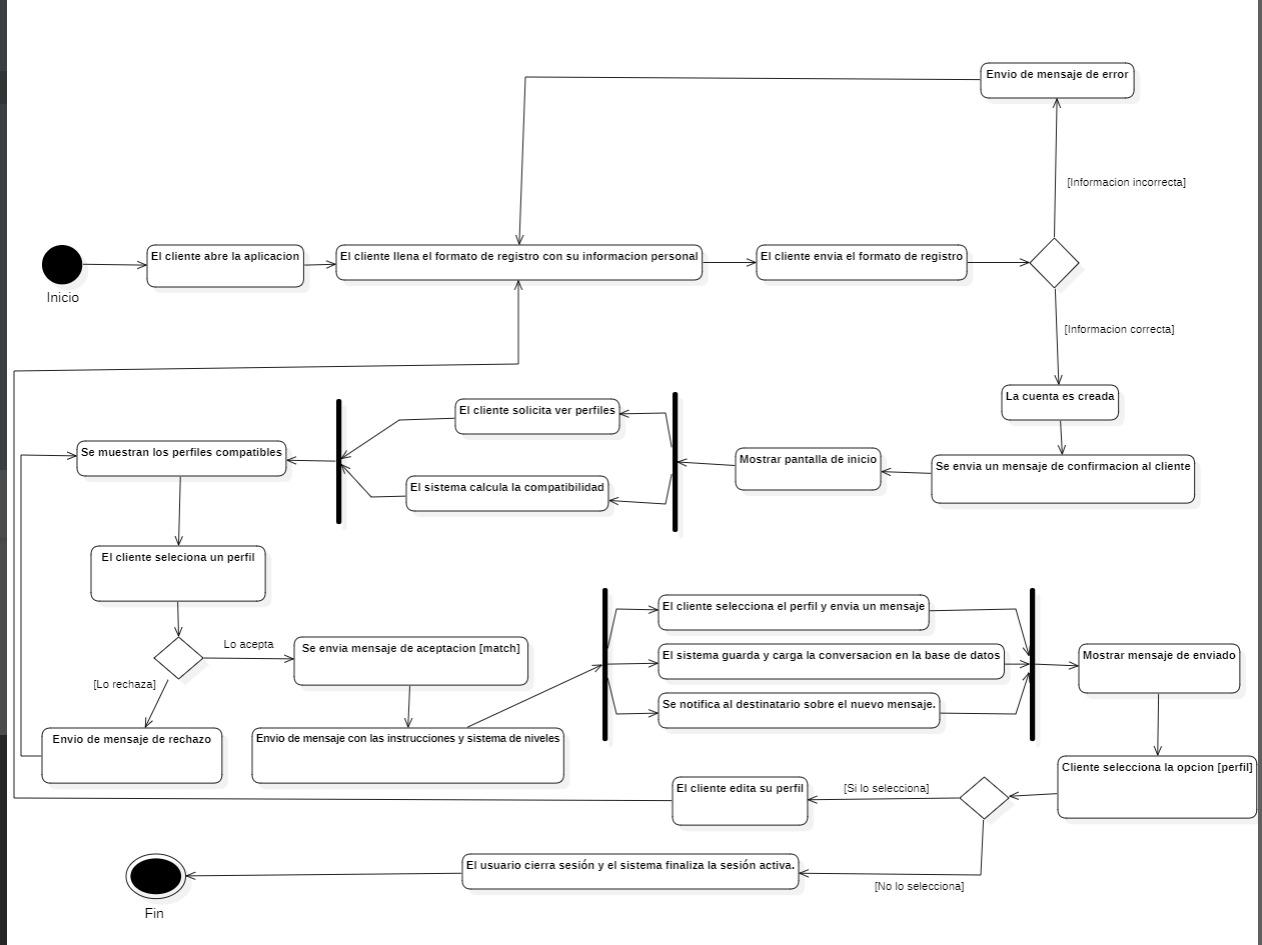 Envio de mensaje de error
[Informacion incorrecta]
El cliente abre la aplicacion
El cliente llena el formato de registro con su informacion personal
El cliente envia el formato de registro
Inicio
[Informacion correcta]
La cuenta es creada
El cliente solicita ver perfiles
Se muestran los perfiles compatibles
Mostrar pantalla de inicio
Se envia un mensaje de confirmacion al cliente
El sistema calcula la compatibilidad
El cliente seleciona un perfil
El cliente selecciona el perfil y envia un mensaje
Lo acepta
Se envia mensaje de aceptacion [match]
El sistema guarda y carga la conversacion en la base de datos
Mostrar mensaje de enviado
[Lo rechaza]
Se notifica al destinatario sobre el nuevo mensaje.
Envio de mensaje de rechazo
Envio de mensaje con las instrucciones y sistema de niveles
Cliente selecciona la opcion [perfil]
El cliente edita su perfil
[Si lo selecciona]
El usuario cierra sesión y el sistema finaliza la sesión activa.
[No lo selecciona]
Fin